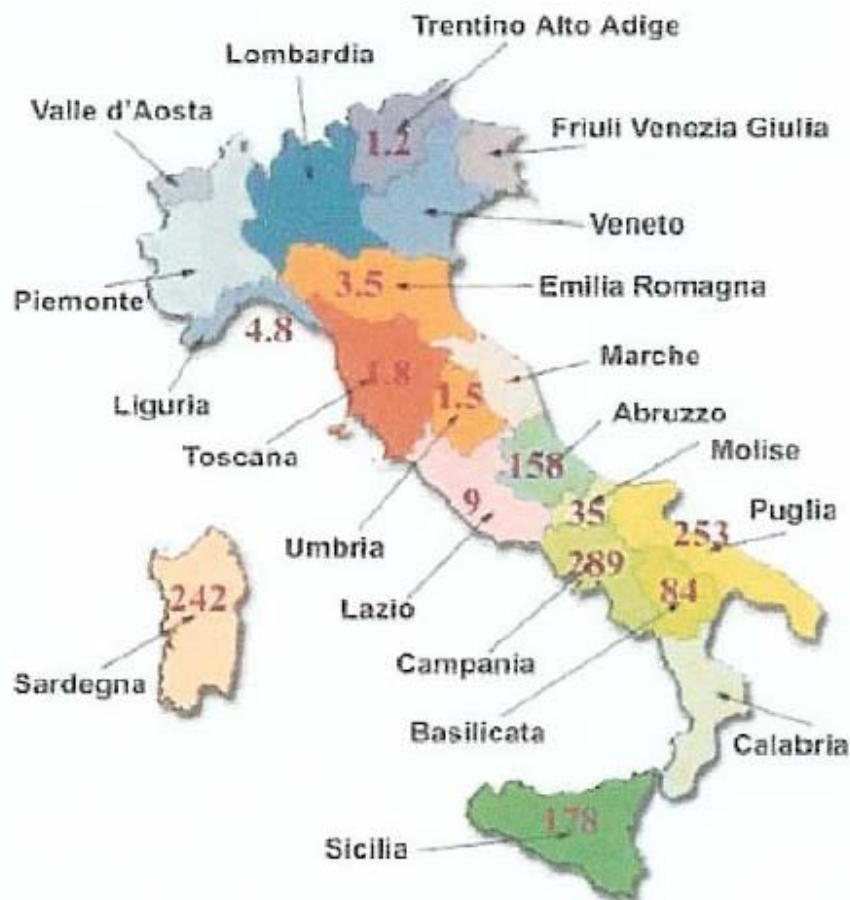 Trentino Alto Adige
Lombardia
Valle d'Aosta
1.2
Friuli Venezia Giulia
Veneto
3.5
Emilia Romagna
Piemonte
4.8
Marche
1.8
1.5
Liguria
Abruzzo
Toscana
158
Molise
9
35
253
Puglia
Umbria
289
242
84
Lazio
Campania
Sardegna
Basilicata
Calabria
178
Sicilia